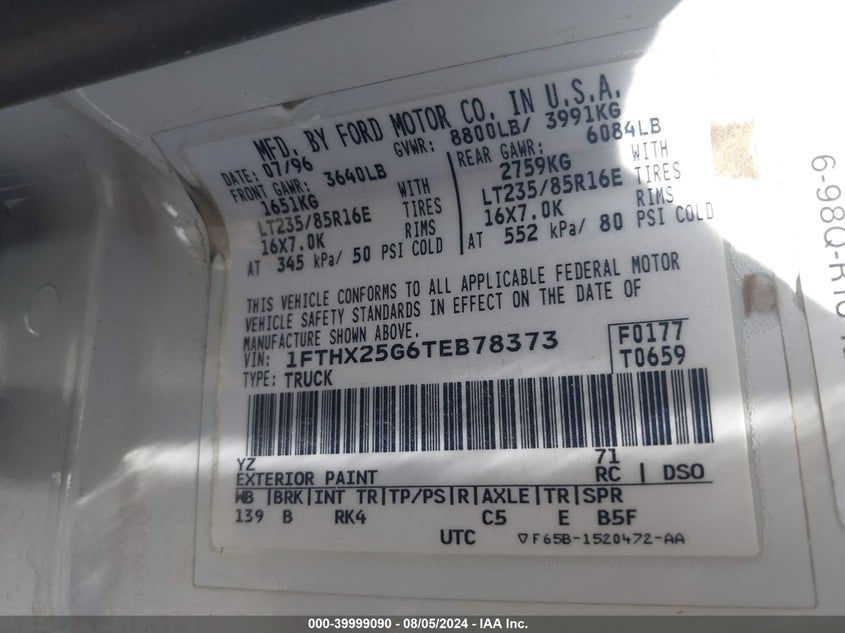 MFD. BY FORD MOTOR CO. IN U.S.A.
DATE: 07/96 GVWR: 8800LB/ 3991KG
FRONT GAWR: 3640LB REAR GAWR: 6084LB
1651KG WITH 2759KG WITH
LT235/85R16E TIRES LT235/85R16E TIRES
16X7.0K RIMS 16X7.0K RIMS
AT 345 kPa/ 50 PSI COLD AT 552 kPa/ 80 PSI COLD
THIS VEHICLE CONFORMS TO ALL APPLICABLE FEDERAL MOTOR
VEHICLE SAFETY STANDARDS IN EFFECT ON THE DATE OF
MANUFACTURE SHOWN ABOVE.
VIN: 1FTHX25G6TEB78373 F0177
TYPE: TRUCK T0659
YZ 71
EXTERIOR PAINT RC | DSO
WB |BRK|INT TR|TP/PS|R|AXLE|TR|SPR
139 B RK4 C5 E B5F
UTC ▽F65B-1520472-AA
000-39999090 - 08/05/2024 - IAA Inc.